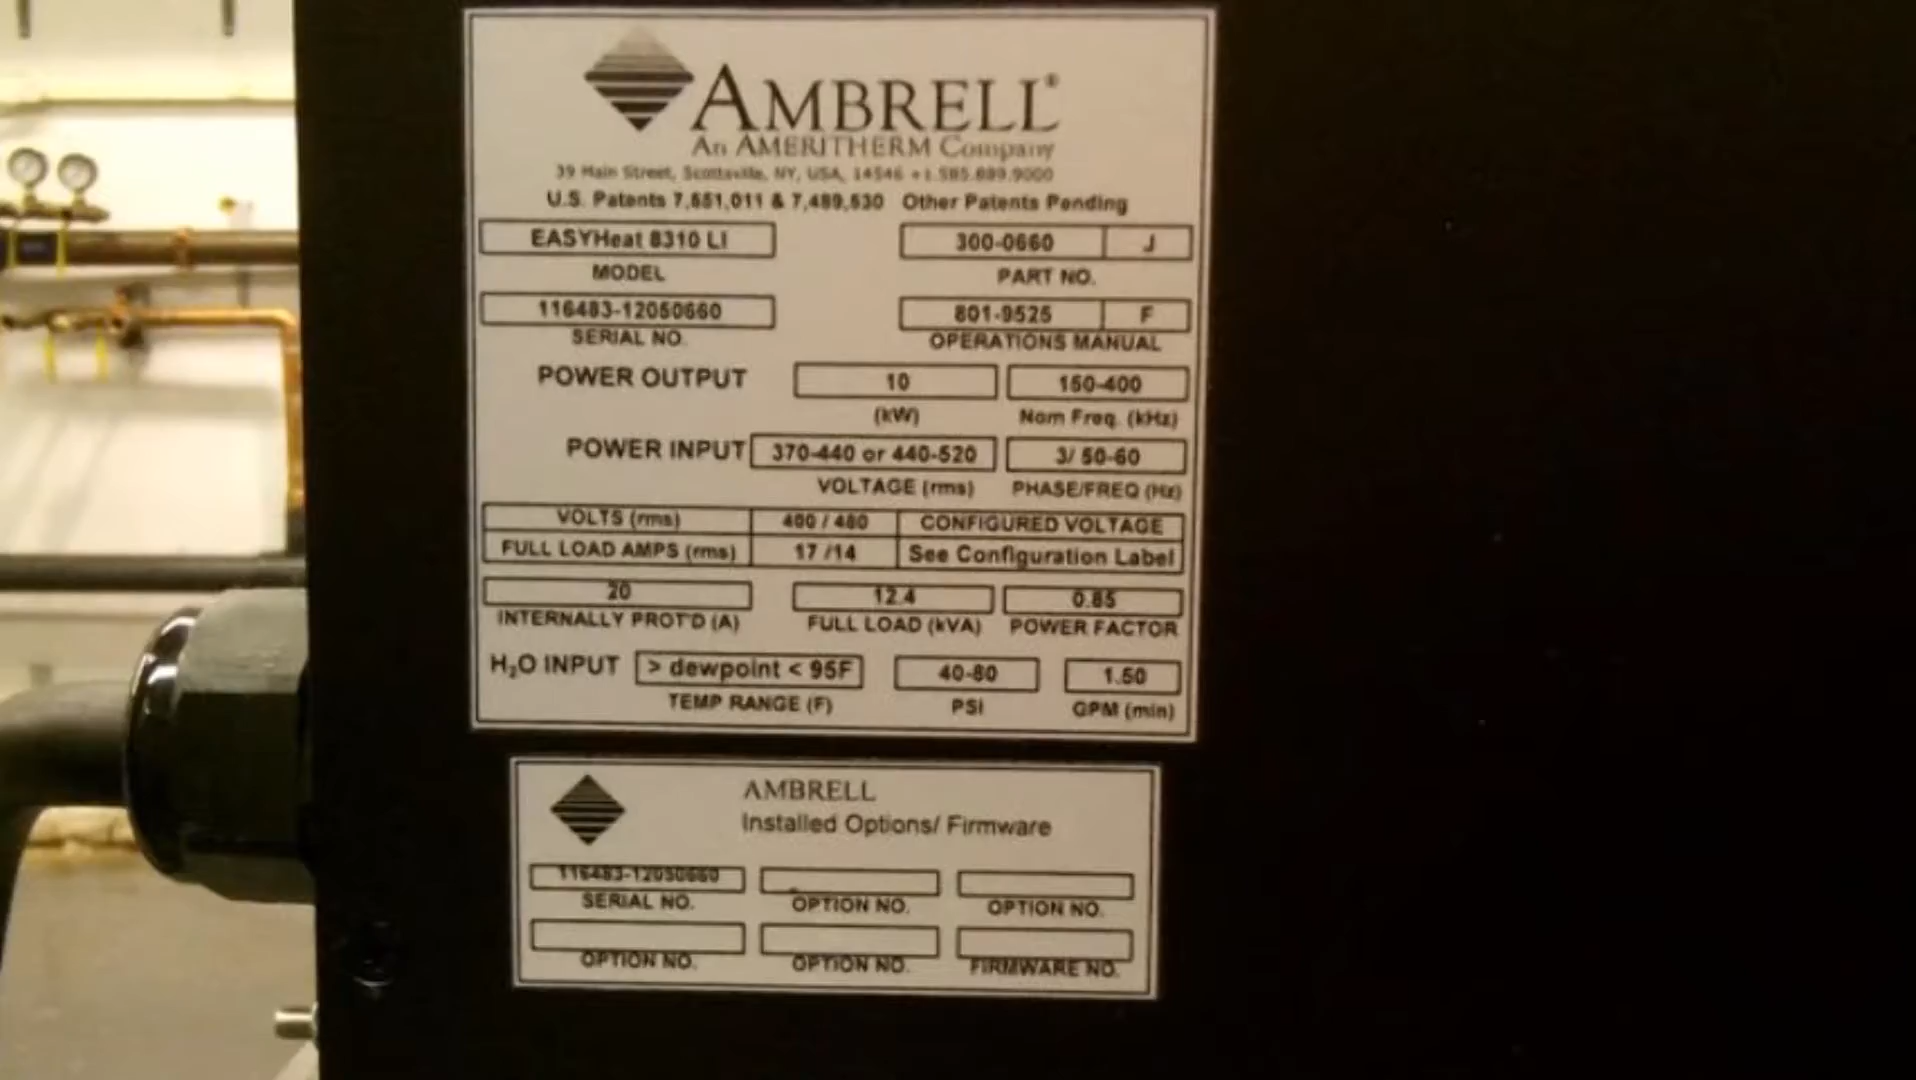 AMBRELL®
An AMERITHERM Company
39 Main Street, Scottsville, NY, USA, 14546 +1.585.889.9000
U.S. Patents 7,651,011 & 7,489,530 Other Patents Pending
EASYHeat 8310 LI 300-0660 J
MODEL PART NO.
116483-12050660 801-9525 F
SERIAL NO. OPERATIONS MANUAL
POWER OUTPUT 10 150-400
(kW) Nom Freq. (kHz)
POWER INPUT 370-440 or 440-520 3/ 50-60
VOLTAGE (rms) PHASE/FREQ (Hz)
VOLTS (rms) 400 / 480 CONFIGURED VOLTAGE
FULL LOAD AMPS (rms) 17 /14 See Configuration Label
20 12.4 0.85
INTERNALLY PROT'D (A) FULL LOAD (kVA) POWER FACTOR
H₂O INPUT > dewpoint < 95F 40-80 1.50
TEMP RANGE (F) PSI GPM (min)
AMBRELL
Installed Options/ Firmware
116483-12050660
SERIAL NO. OPTION NO. OPTION NO.
OPTION NO. OPTION NO. FIRMWARE NO.